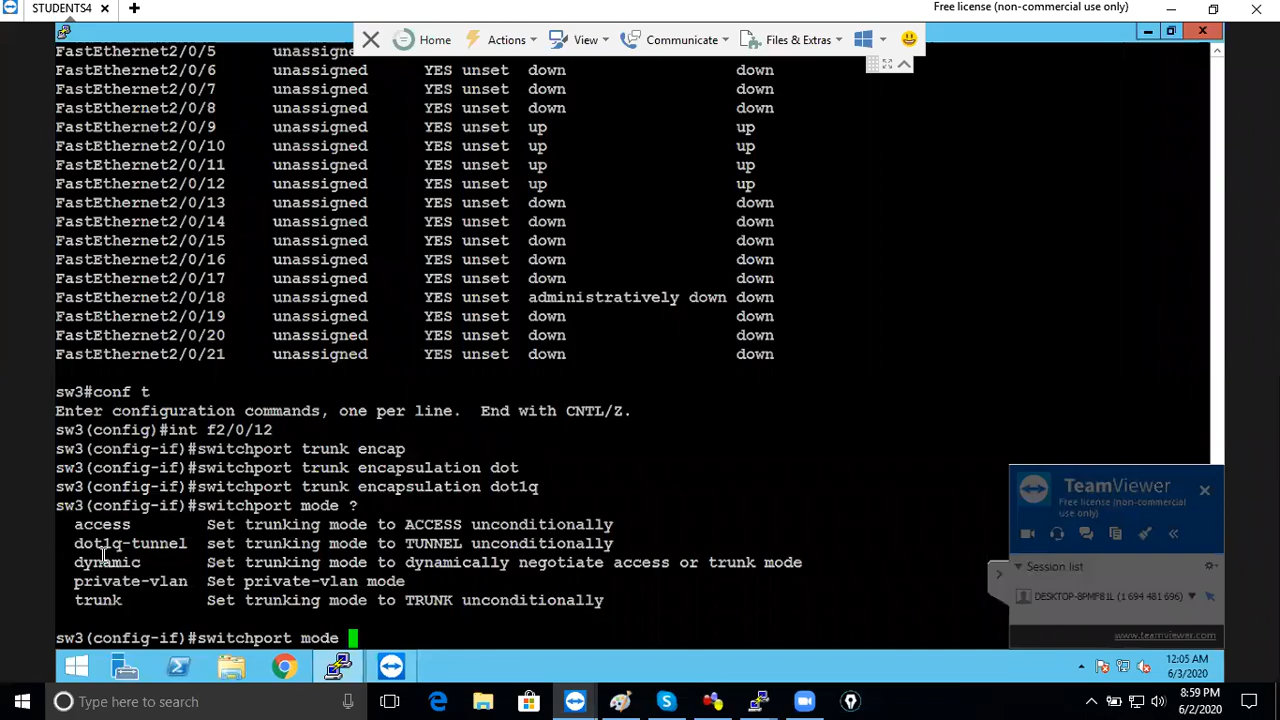 STUDENTS4
Free license (non-commercial use only)
Home
Actions
View
Communicate
Files & Extras
FastEthernet2/0/5 unassigned YES unset down down
FastEthernet2/0/6 unassigned YES unset down down
FastEthernet2/0/7 unassigned YES unset down down
FastEthernet2/0/8 unassigned YES unset down down
FastEthernet2/0/9 unassigned YES unset up up
FastEthernet2/0/10 unassigned YES unset up up
FastEthernet2/0/11 unassigned YES unset up up
FastEthernet2/0/12 unassigned YES unset up up
FastEthernet2/0/13 unassigned YES unset down down
FastEthernet2/0/14 unassigned YES unset down down
FastEthernet2/0/15 unassigned YES unset down down
FastEthernet2/0/16 unassigned YES unset down down
FastEthernet2/0/17 unassigned YES unset down down
FastEthernet2/0/18 unassigned YES unset administratively down down
FastEthernet2/0/19 unassigned YES unset down down
FastEthernet2/0/20 unassigned YES unset down down
FastEthernet2/0/21 unassigned YES unset down down
sw3#conf t
Enter configuration commands, one per line. End with CNTL/Z.
sw3(config)#int f2/0/12
sw3(config-if)#switchport trunk encap
sw3(config-if)#switchport trunk encapsulation dot
sw3(config-if)#switchport trunk encapsulation dot1q
sw3(config-if)#switchport mode ?
access Set trunking mode to ACCESS unconditionally
dot1q-tunnel set trunking mode to TUNNEL unconditionally
dynamic Set trunking mode to dynamically negotiate access or trunk mode
private-vlan Set private-vlan mode
trunk Set trunking mode to TRUNK unconditionally
sw3(config-if)#switchport mode
TeamViewer
Free license (non-commercial use only)
Session list
DESKTOP-8PMFB1L (1 694 481 696)
www.teamviewer.com
12:05 AM
6/3/2020
Type here to search
8:59 PM
6/2/2020